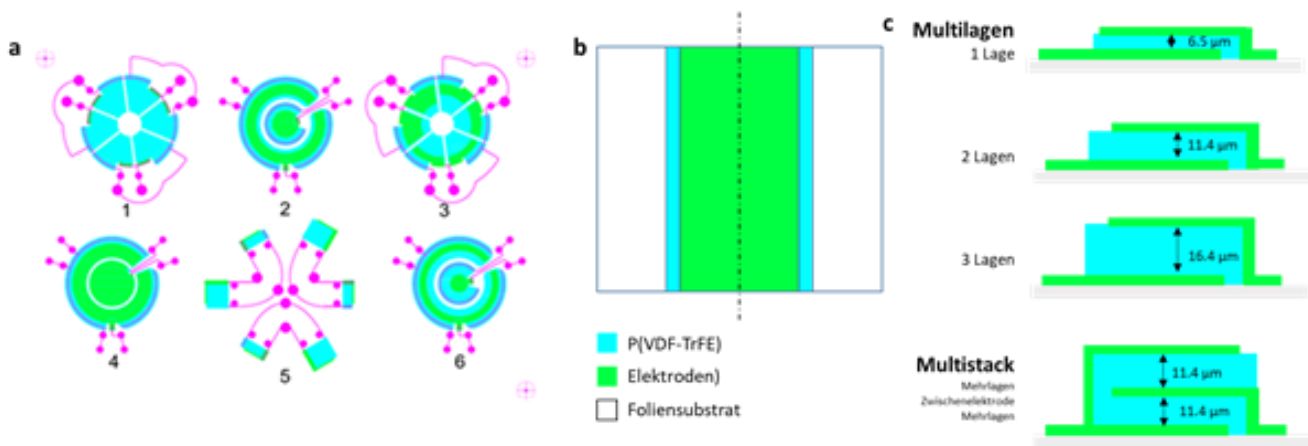 a
1
2
3
4
5
6
b
P(VDF-TrFE)
Elektroden)
Foliensubstrat
c
Multilagen
1 Lage
6.5 µm
2 Lagen
11.4 µm
3 Lagen
16.4 µm
Multistack
Mehrlagen
Zwischenelektrode
Mehrlagen
11.4 µm
11.4 µm